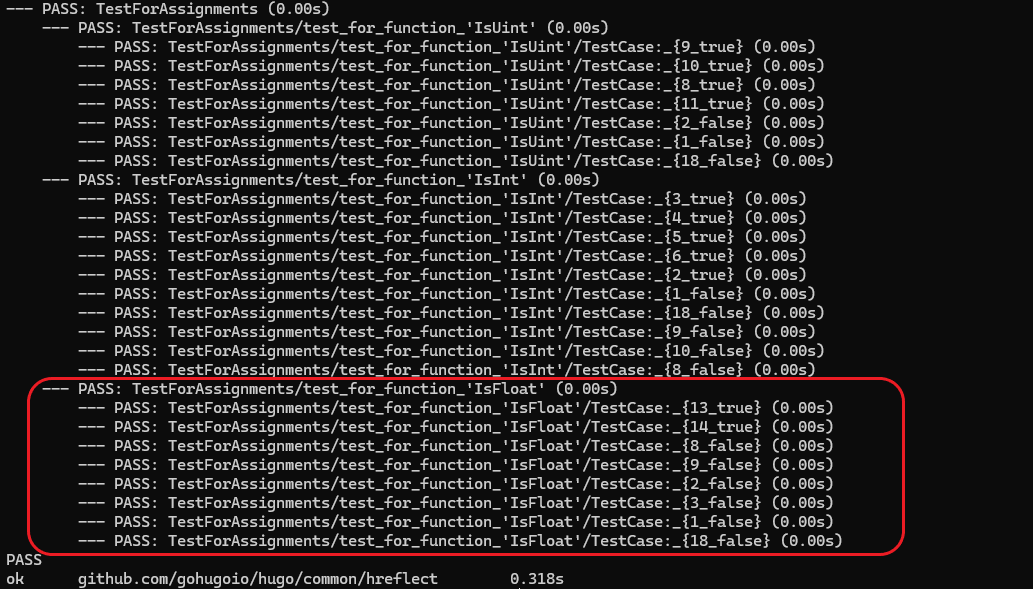 --- PASS: TestForAssignments (0.00s)
    --- PASS: TestForAssignments/test_for_function_'IsUint' (0.00s)
        --- PASS: TestForAssignments/test_for_function_'IsUint'/TestCase:_{9_true} (0.00s)
        --- PASS: TestForAssignments/test_for_function_'IsUint'/TestCase:_{10_true} (0.00s)
        --- PASS: TestForAssignments/test_for_function_'IsUint'/TestCase:_{8_true} (0.00s)
        --- PASS: TestForAssignments/test_for_function_'IsUint'/TestCase:_{11_true} (0.00s)
        --- PASS: TestForAssignments/test_for_function_'IsUint'/TestCase:_{2_false} (0.00s)
        --- PASS: TestForAssignments/test_for_function_'IsUint'/TestCase:_{1_false} (0.00s)
        --- PASS: TestForAssignments/test_for_function_'IsUint'/TestCase:_{18_false} (0.00s)
    --- PASS: TestForAssignments/test_for_function_'IsInt' (0.00s)
        --- PASS: TestForAssignments/test_for_function_'IsInt'/TestCase:_{3_true} (0.00s)
        --- PASS: TestForAssignments/test_for_function_'IsInt'/TestCase:_{4_true} (0.00s)
        --- PASS: TestForAssignments/test_for_function_'IsInt'/TestCase:_{5_true} (0.00s)
        --- PASS: TestForAssignments/test_for_function_'IsInt'/TestCase:_{6_true} (0.00s)
        --- PASS: TestForAssignments/test_for_function_'IsInt'/TestCase:_{2_true} (0.00s)
        --- PASS: TestForAssignments/test_for_function_'IsInt'/TestCase:_{1_false} (0.00s)
        --- PASS: TestForAssignments/test_for_function_'IsInt'/TestCase:_{18_false} (0.00s)
        --- PASS: TestForAssignments/test_for_function_'IsInt'/TestCase:_{9_false} (0.00s)
        --- PASS: TestForAssignments/test_for_function_'IsInt'/TestCase:_{10_false} (0.00s)
        --- PASS: TestForAssignments/test_for_function_'IsInt'/TestCase:_{8_false} (0.00s)
    --- PASS: TestForAssignments/test_for_function_'IsFloat' (0.00s)
        --- PASS: TestForAssignments/test_for_function_'IsFloat'/TestCase:_{13_true} (0.00s)
        --- PASS: TestForAssignments/test_for_function_'IsFloat'/TestCase:_{14_true} (0.00s)
        --- PASS: TestForAssignments/test_for_function_'IsFloat'/TestCase:_{8_false} (0.00s)
        --- PASS: TestForAssignments/test_for_function_'IsFloat'/TestCase:_{9_false} (0.00s)
        --- PASS: TestForAssignments/test_for_function_'IsFloat'/TestCase:_{2_false} (0.00s)
        --- PASS: TestForAssignments/test_for_function_'IsFloat'/TestCase:_{3_false} (0.00s)
        --- PASS: TestForAssignments/test_for_function_'IsFloat'/TestCase:_{1_false} (0.00s)
        --- PASS: TestForAssignments/test_for_function_'IsFloat'/TestCase:_{18_false} (0.00s)
PASS
ok      github.com/gohugoio/hugo/common/hreflect        0.318s